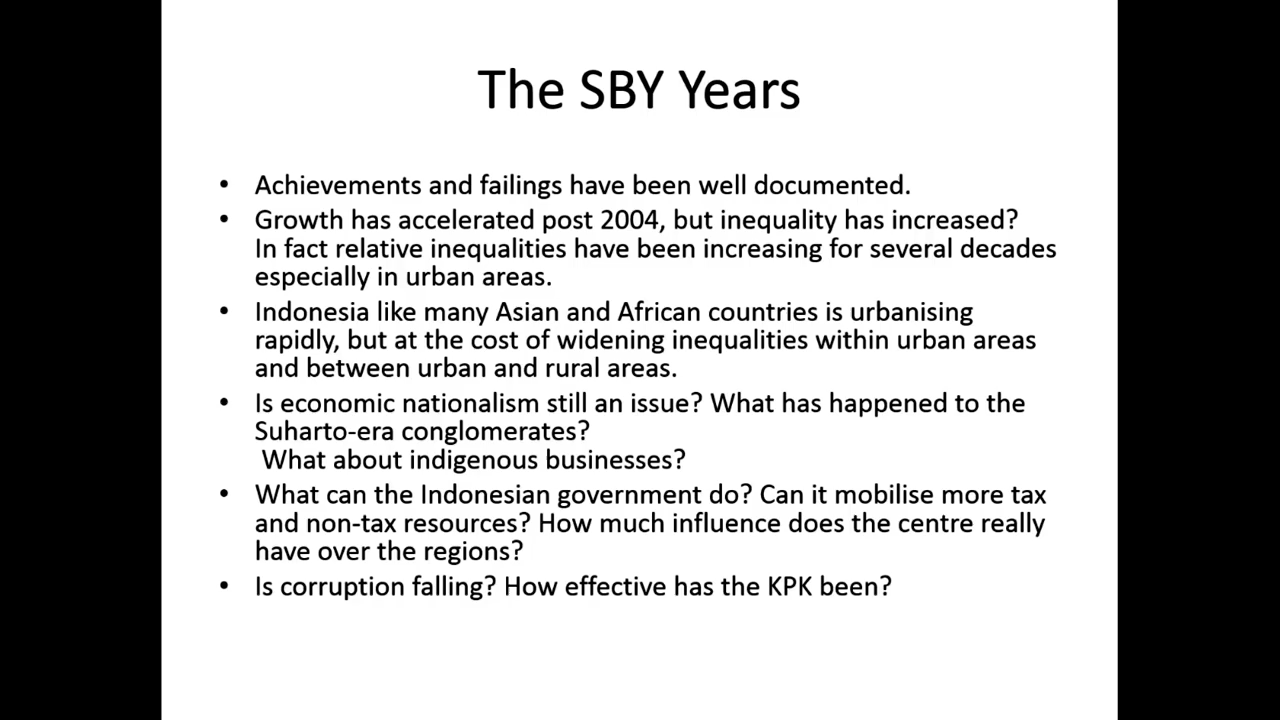 The SBY Years
• Achievements and failings have been well documented.
• Growth has accelerated post 2004, but inequality has increased?
In fact relative inequalities have been increasing for several decades
especially in urban areas.
• Indonesia like many Asian and African countries is urbanising
rapidly, but at the cost of widening inequalities within urban areas
and between urban and rural areas.
• Is economic nationalism still an issue? What has happened to the
Suharto-era conglomerates?
What about indigenous businesses?
• What can the Indonesian government do? Can it mobilise more tax
and non-tax resources? How much influence does the centre really
have over the regions?
• Is corruption falling? How effective has the KPK been?